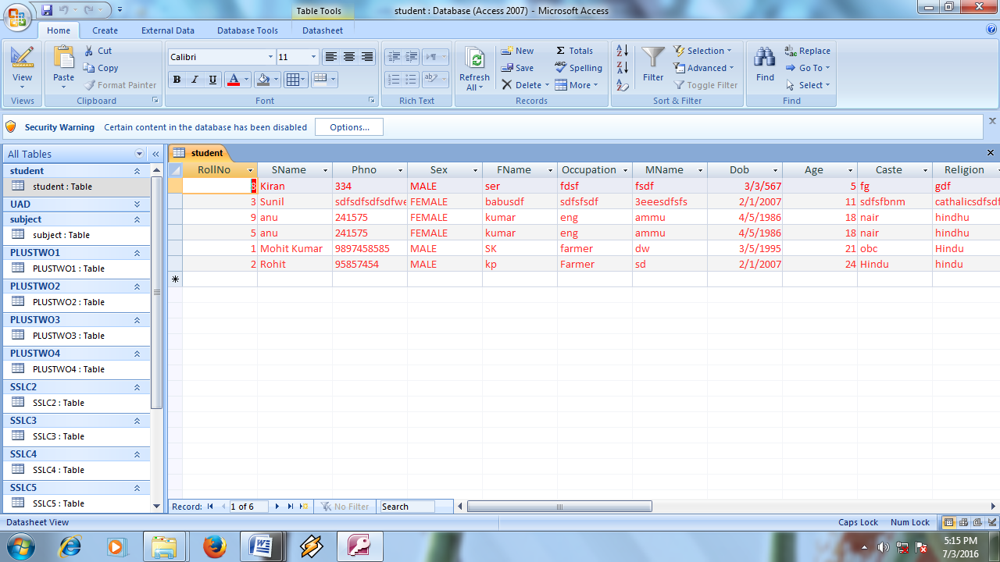 Table Tools student : Database (Access 2007) - Microsoft Access
Home Create External Data Database Tools Datasheet
View
Views
Paste
Cut
Copy
Format Painter
Clipboard
Calibri 11
B I U A
Font
Rich Text
Refresh All
New
Save
Delete
Totals
Spelling
More
Records
Filter
Selection
Advanced
Toggle Filter
Sort & Filter
Find
Replace
Go To
Select
Find
Security Warning Certain content in the database has been disabled Options...
All Tables
student
student : Table
UAD
subject
subject : Table
PLUSTWO1
PLUSTWO1 : Table
PLUSTWO2
PLUSTWO2 : Table
PLUSTWO3
PLUSTWO3 : Table
PLUSTWO4
PLUSTWO4 : Table
SSLC2
SSLC2 : Table
SSLC3
SSLC3 : Table
SSLC4
SSLC4 : Table
SSLC5
SSLC5 : Table
student
RollNo SName Phno Sex FName Occupation MName Dob Age Caste Religion
8 Kiran 334 MALE ser fdsf fsdf 3/3/567 5 fg gdf
3 Sunil sdfsdfsdfsdfwe FEMALE babusdf sdfsfsdf 3eeesdfsfs 2/1/2007 11 sdfsfbnm cathalicsdfsdf
9 anu 241575 FEMALE kumar eng ammu 4/5/1986 18 nair hindhu
5 anu 241575 FEMALE kumar eng ammu 4/5/1986 18 nair hindhu
1 Mohit Kumar 9897458585 MALE SK farmer dw 3/5/1995 21 obc Hindu
2 Rohit 95857454 MALE kp Farmer sd 2/1/2007 24 Hindu hindu
Record: 1 of 6 No Filter Search
Datasheet View Caps Lock Num Lock
5:15 PM
7/3/2016